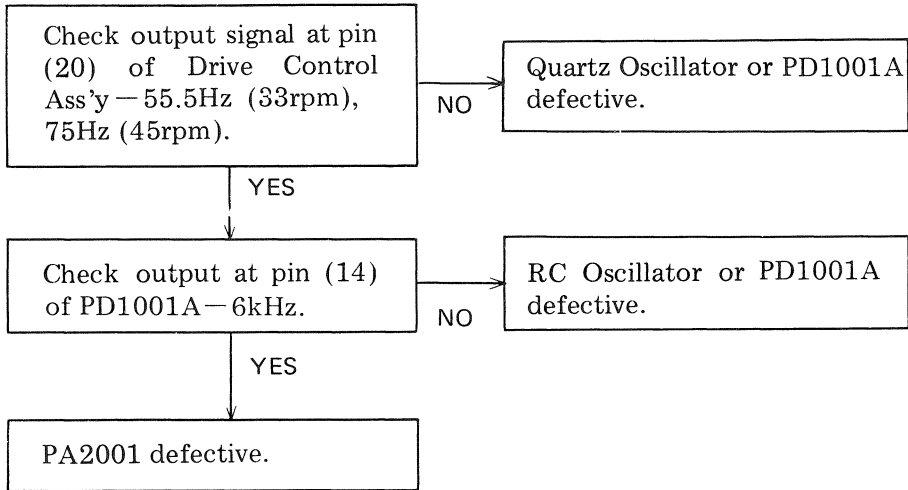 Check output signal at pin
(20) of Drive Control
Ass'y—55.5Hz (33rpm),
75Hz (45rpm).
NO
Quartz Oscillator or PD1001A
defective.
YES
Check output at pin (14)
of PD1001A—6kHz.
NO
RC Oscillator or PD1001A
defective.
YES
PA2001 defective.